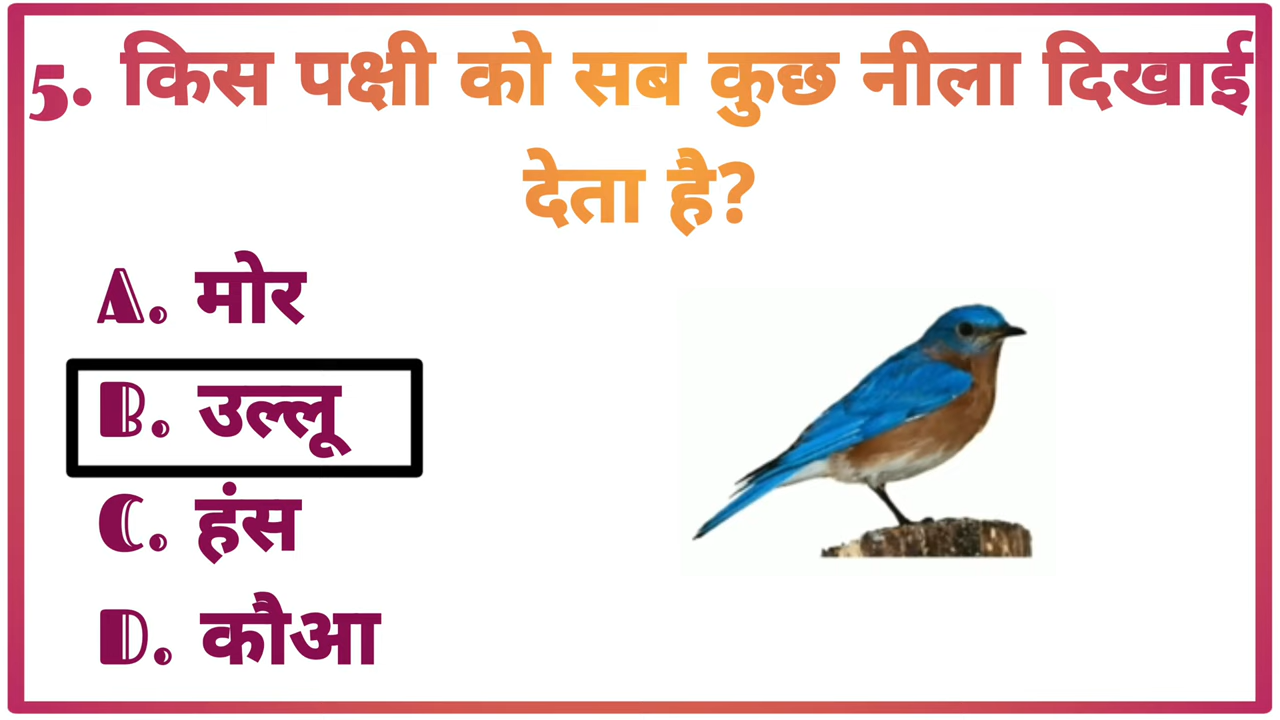 5. किस पक्षी को सब कुछ नीला दिखाई
देता है?
A. मोर
B. उल्लू
C. हंस
D. कौआ